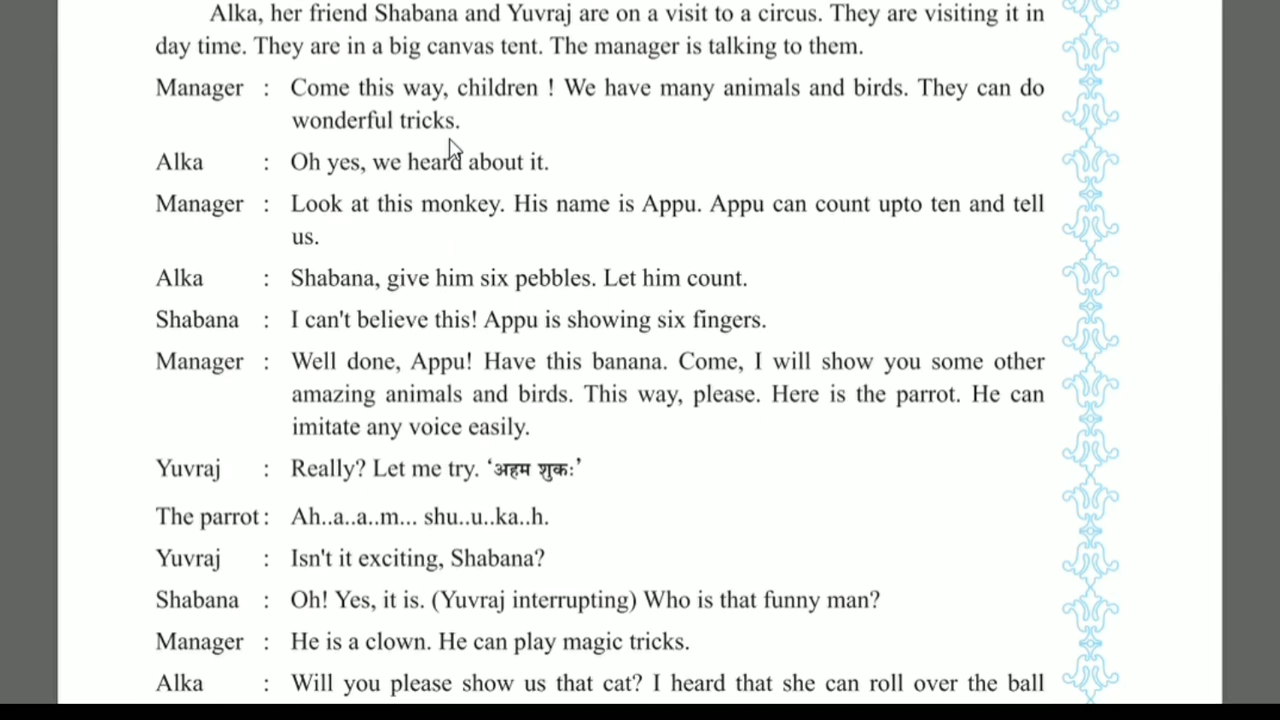 Alka, her friend Shabana and Yuvraj are on a visit to a circus. They are visiting it in
day time. They are in a big canvas tent. The manager is talking to them.
Manager : Come this way, children ! We have many animals and birds. They can do
wonderful tricks.
Alka : Oh yes, we heard about it.
Manager : Look at ths monkey. His name is Appu. Appu can count upto ten and tell
us.
Alka : Shabana, give him six pebbles. Let him count.
Shabana : I can't believe this! Appu is showing six fingers.
Manager : Well done, Appu! Have this banana. Come, I will show you some other
amazing animals and birds. This way, please. Here is the parrot. He can
imitate any voice easily.
Yuvraj : Really? Let me try. ‘अहम शुकः’
The parrot : Ah..a..a..m... shu..u..ka..h.
Yuvraj : Isn't it exciting, Shabana?
Shabana : Oh! Yes, it is. (Yuvraj interrupting) Who is that funny man?
Manager : He is a clown. He can play magic tricks.
Alka : Will you please show us that cat? I heard that she can roll over the ball